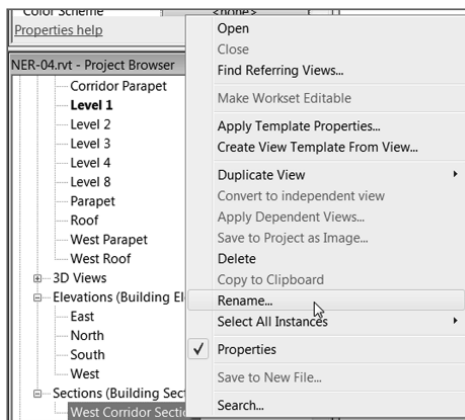 Color Scheme
<none>
Properties help
NER-04.rvt - Project Browser
Corridor Parapet
Level 1
Level 2
Level 3
Level 4
Level 8
Parapet
Roof
West Parapet
West Roof
3D Views
Elevations (Building El
East
North
South
West
Sections (Building Sec
West Corridor Secti
Open
Close
Find Referring Views...
Make Workset Editable
Apply Template Properties...
Create View Template From View...
Duplicate View
Convert to independent view
Apply Dependent Views...
Save to Project as Image...
Delete
Copy to Clipboard
Rename...
Select All Instances
Properties
Save to New File...
Search...